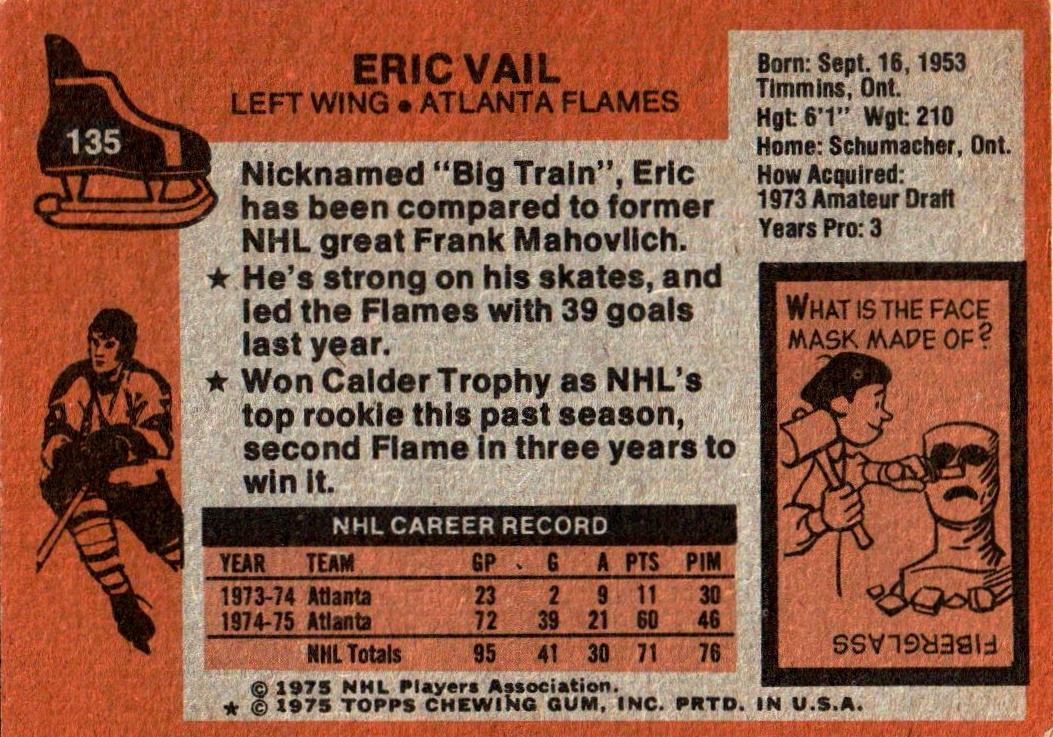 135
ERIC VAIL
LEFT WING • ATLANTA FLAMES
Born: Sept. 16, 1953
Timmins, Ont.
Hgt: 6'1" Wgt: 210
Home: Schumacher, Ont.
How Acquired:
1973 Amateur Draft
Years Pro: 3
Nicknamed "Big Train", Eric
has been compared to former
NHL great Frank Mahovlich.
★ He's strong on his skates, and
led the Flames with 39 goals
last year.
★ Won Calder Trophy as NHL's
top rookie this past season,
second Flame in three years to
win it.
WHAT IS THE FACE
MASK MADE OF?
FIBERGLASS
NHL CAREER RECORD
YEAR TEAM GP G A PTS PIM
1973-74 Atlanta 23 2 9 11 30
1974-75 Atlanta 72 39 21 60 46
NHL Totals 95 41 30 71 76
© 1975 NHL Players Association.
★ © 1975 TOPPS CHEWING GUM, INC. PRTD. IN U.S.A.